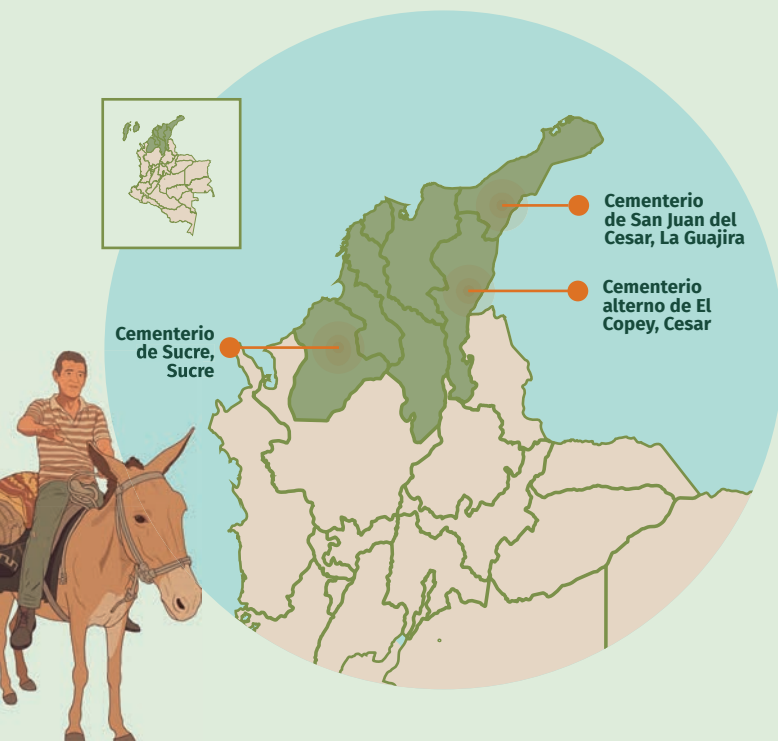 Cementerio
de San Juan del
Cesar, La Guajira
Cementerio
alterno de El
Copey, Cesar
Cementerio
de Sucre,
Sucre